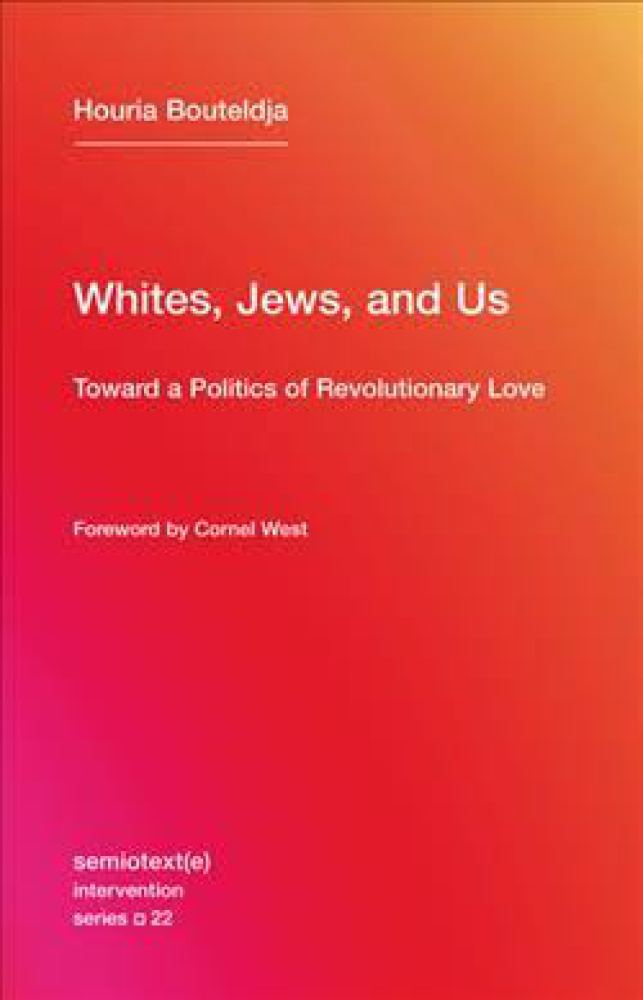 Houria Bouteldja
Whites, Jews, and Us
Toward a Politics of Revolutionary Love
Foreword by Cornel West
semiotext(e)
intervention
series □ 22